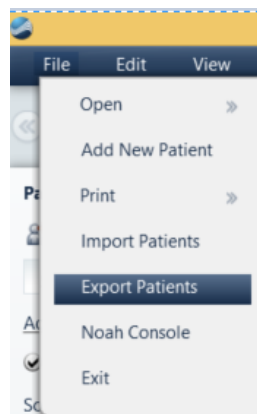 File Edit View
Open
Add New Patient
Print
Import Patients
Export Patients
Noah Console
Exit